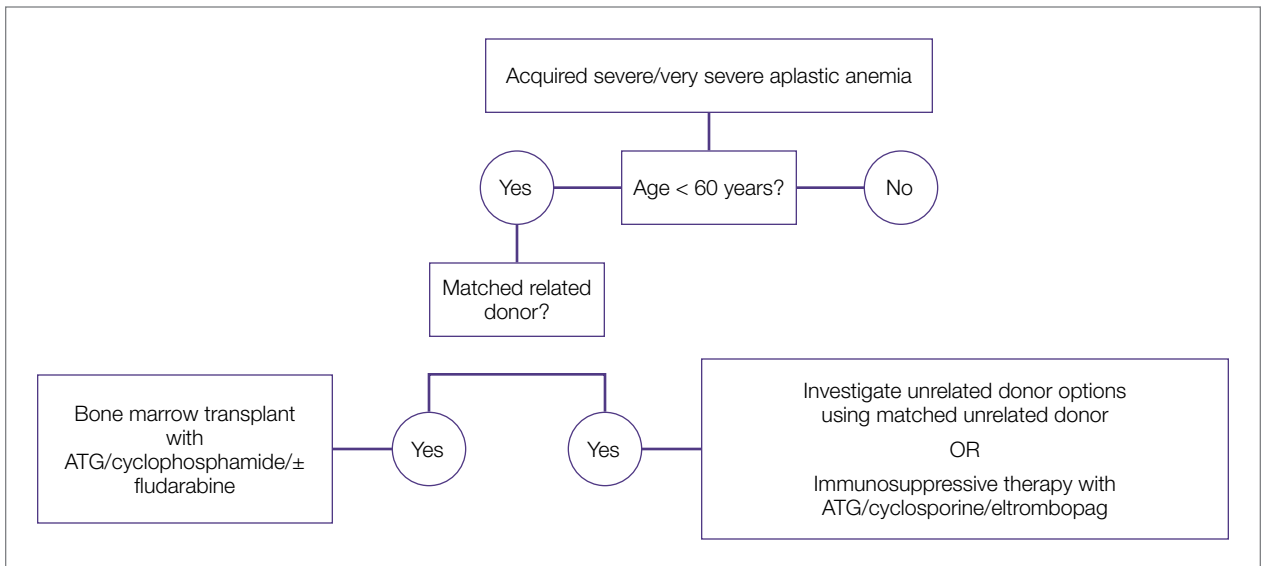 Acquired severe/very severe aplastic anemia
Yes
Age < 60 years?
No
Matched related
donor?
Bone marrow transplant
with
ATG/cyclophosphamide/±
fludarabine
Yes
Yes
Investigate unrelated donor options
using matched unrelated donor
OR
Immunosuppressive therapy with
ATG/cyclosporine/eltrombopag